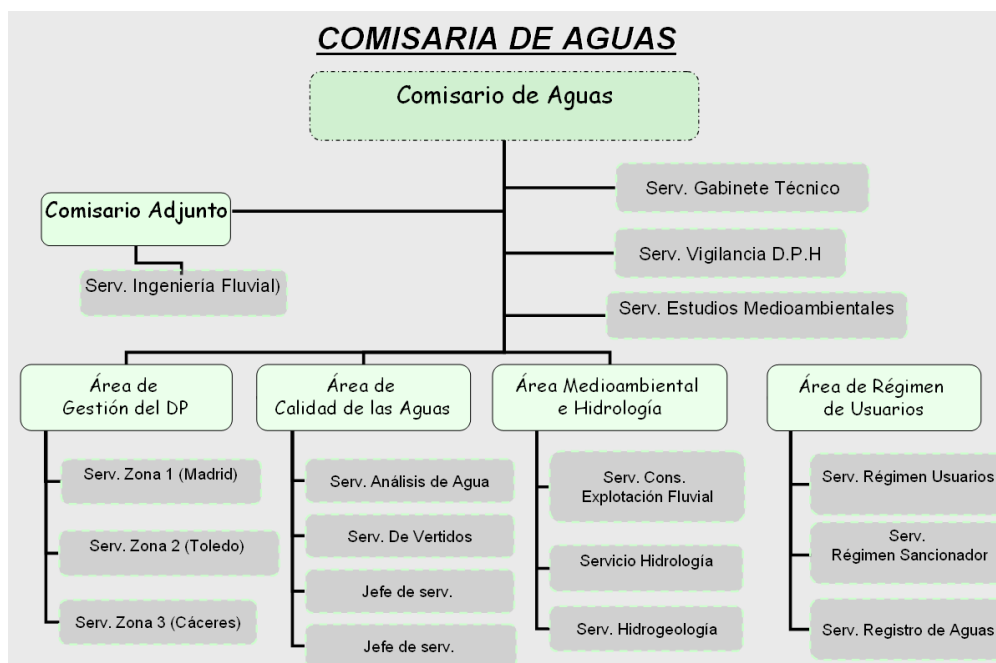 COMISARIA DE AGUAS
Comisario de Aguas
Serv. Gabinete Técnico
Comisario Adjunto
Serv. Vigilancia D.P.H
Serv. Ingeniería Fluvial)
Serv. Estudios Medioambientales
Área de
Gestión del DP
Serv. Zona 1 (Madrid)
Serv. Zona 2 (Toledo)
Serv. Zona 3 (Cáceres)
Área de
Calidad de las Aguas
Serv. Análisis de Agua
Serv. De Vertidos
Jefe de serv.
Jefe de serv.
Área Medioambiental
e Hidrología
Serv. Cons.
Explotación Fluvial
Servicio Hidrología
Serv. Hidrogeología
Área de Régimen
de Usuarios
Serv. Régimen Usuarios
Serv.
Régimen Sancionador
Serv. Registro de Aguas